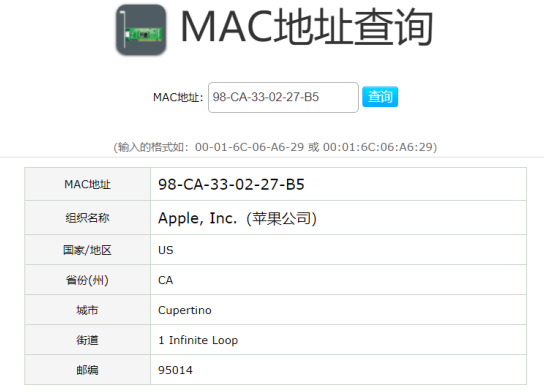 MAC地址查询
MAC地址: 98-CA-33-02-27-B5 查询
(输入的格式如: 00-01-6C-06-A6-29 或 00:01:6C:06:A6:29)
MAC地址 98-CA-33-02-27-B5
组织名称 Apple, Inc. (苹果公司)
国家/地区 US
省份(州) CA
城市 Cupertino
街道 1 Infinite Loop
邮编 95014